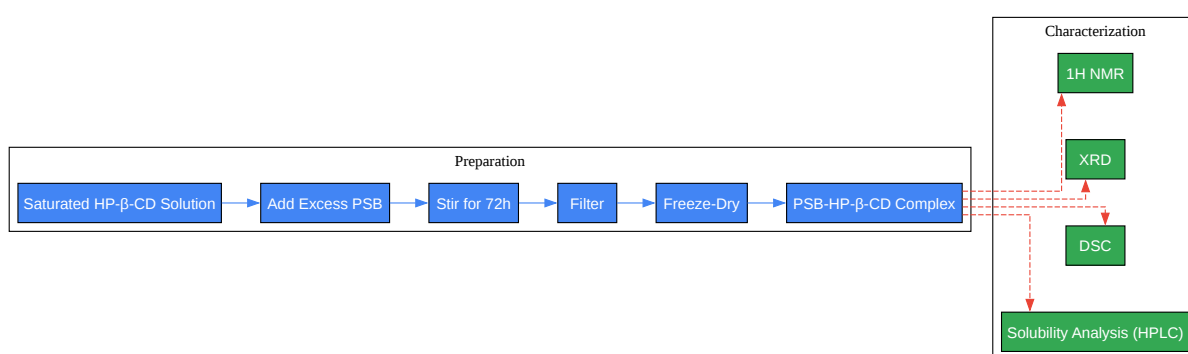 Characterization
1H NMR
XRD
Preparation
Saturated HP-β-CD Solution
Add Excess PSB
Stir for 72h
Filter
Freeze-Dry
PSB-HP-β-CD Complex
DSC
Solubility Analysis (HPLC)